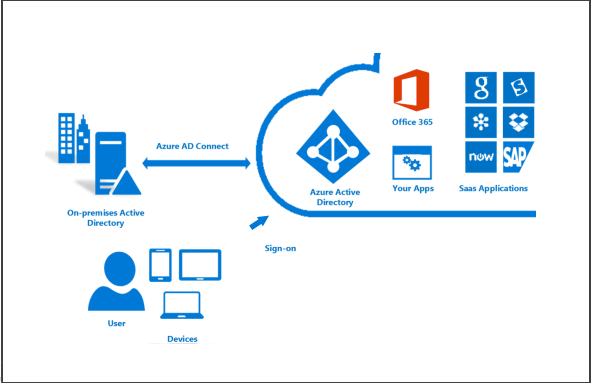 Office 365
Azure AD Connect
now
SAP
Azure Active
Directory
Your Apps
Saas Applications
On-premises Active
Directory
Sign-on
User
Devices